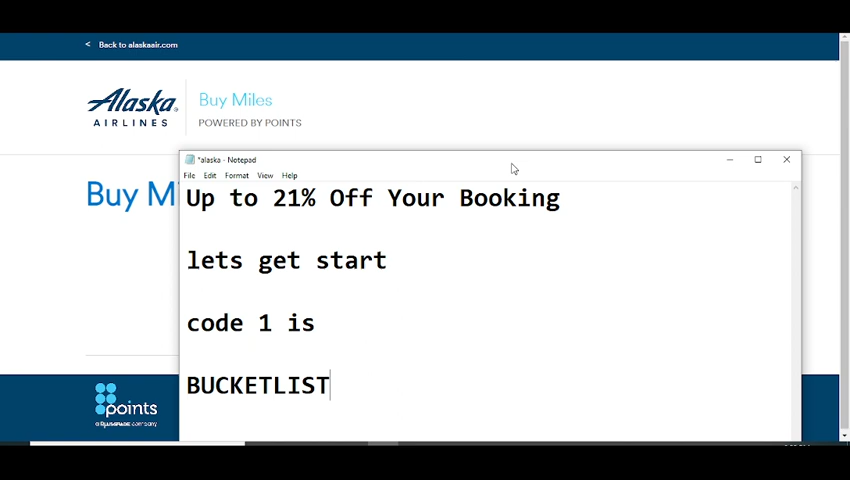 < Back to alaskaair.com
Alaska
AIRLINES
Buy Miles
POWERED BY POINTS
*alaska - Notepad
File Edit Format View Help
Buy M
Up to 21% Off Your Booking
lets get start
code 1 is
BUCKETLIST
points